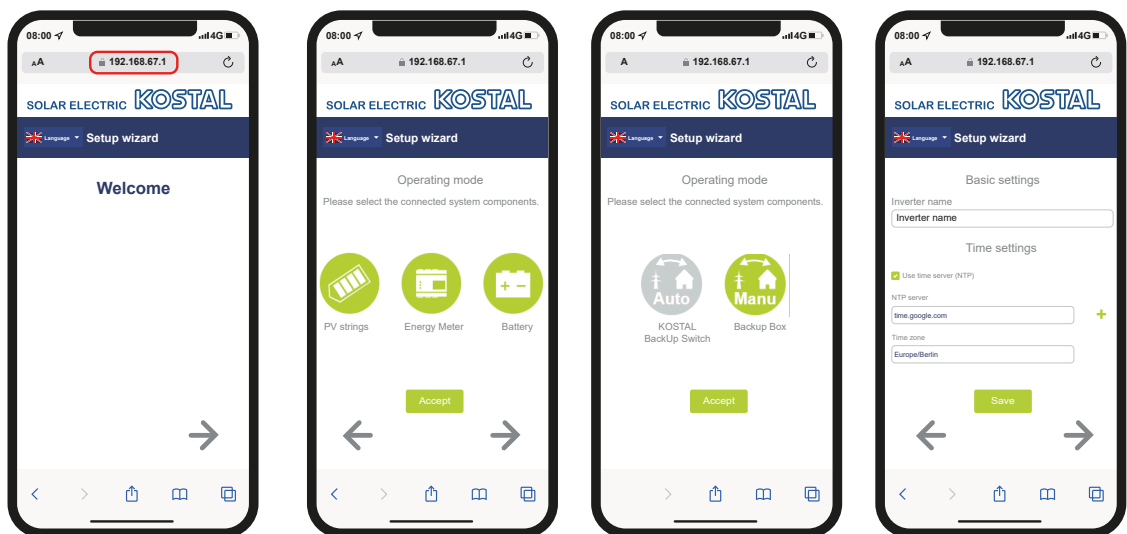 08:00
4G
AA
192.168.67.1
SOLAR ELECTRIC KOSTAL
Language
Setup wizard
Welcome
08:00
4G
AA
192.168.67.1
SOLAR ELECTRIC KOSTAL
Language
Setup wizard
Operating mode
Please select the connected system components.
+ -
PV strings
Energy Meter
Battery
Accept
08:00
4G
A
192.168.67.1
SOLAR ELECTRIC KOSTAL
Language
Setup wizard
Operating mode
Please select the connected system components.
Auto
Manu
KOSTAL
BackUp Switch
Backup Box
Accept
08:00
4G
AA
192.168.67.1
SOLAR ELECTRIC KOSTAL
Language
Setup wizard
Basic settings
Inverter name
Inverter name
Time settings
Use time server (NTP)
NTP server
time.google.com
+
Time zone
Europe/Berlin
Save